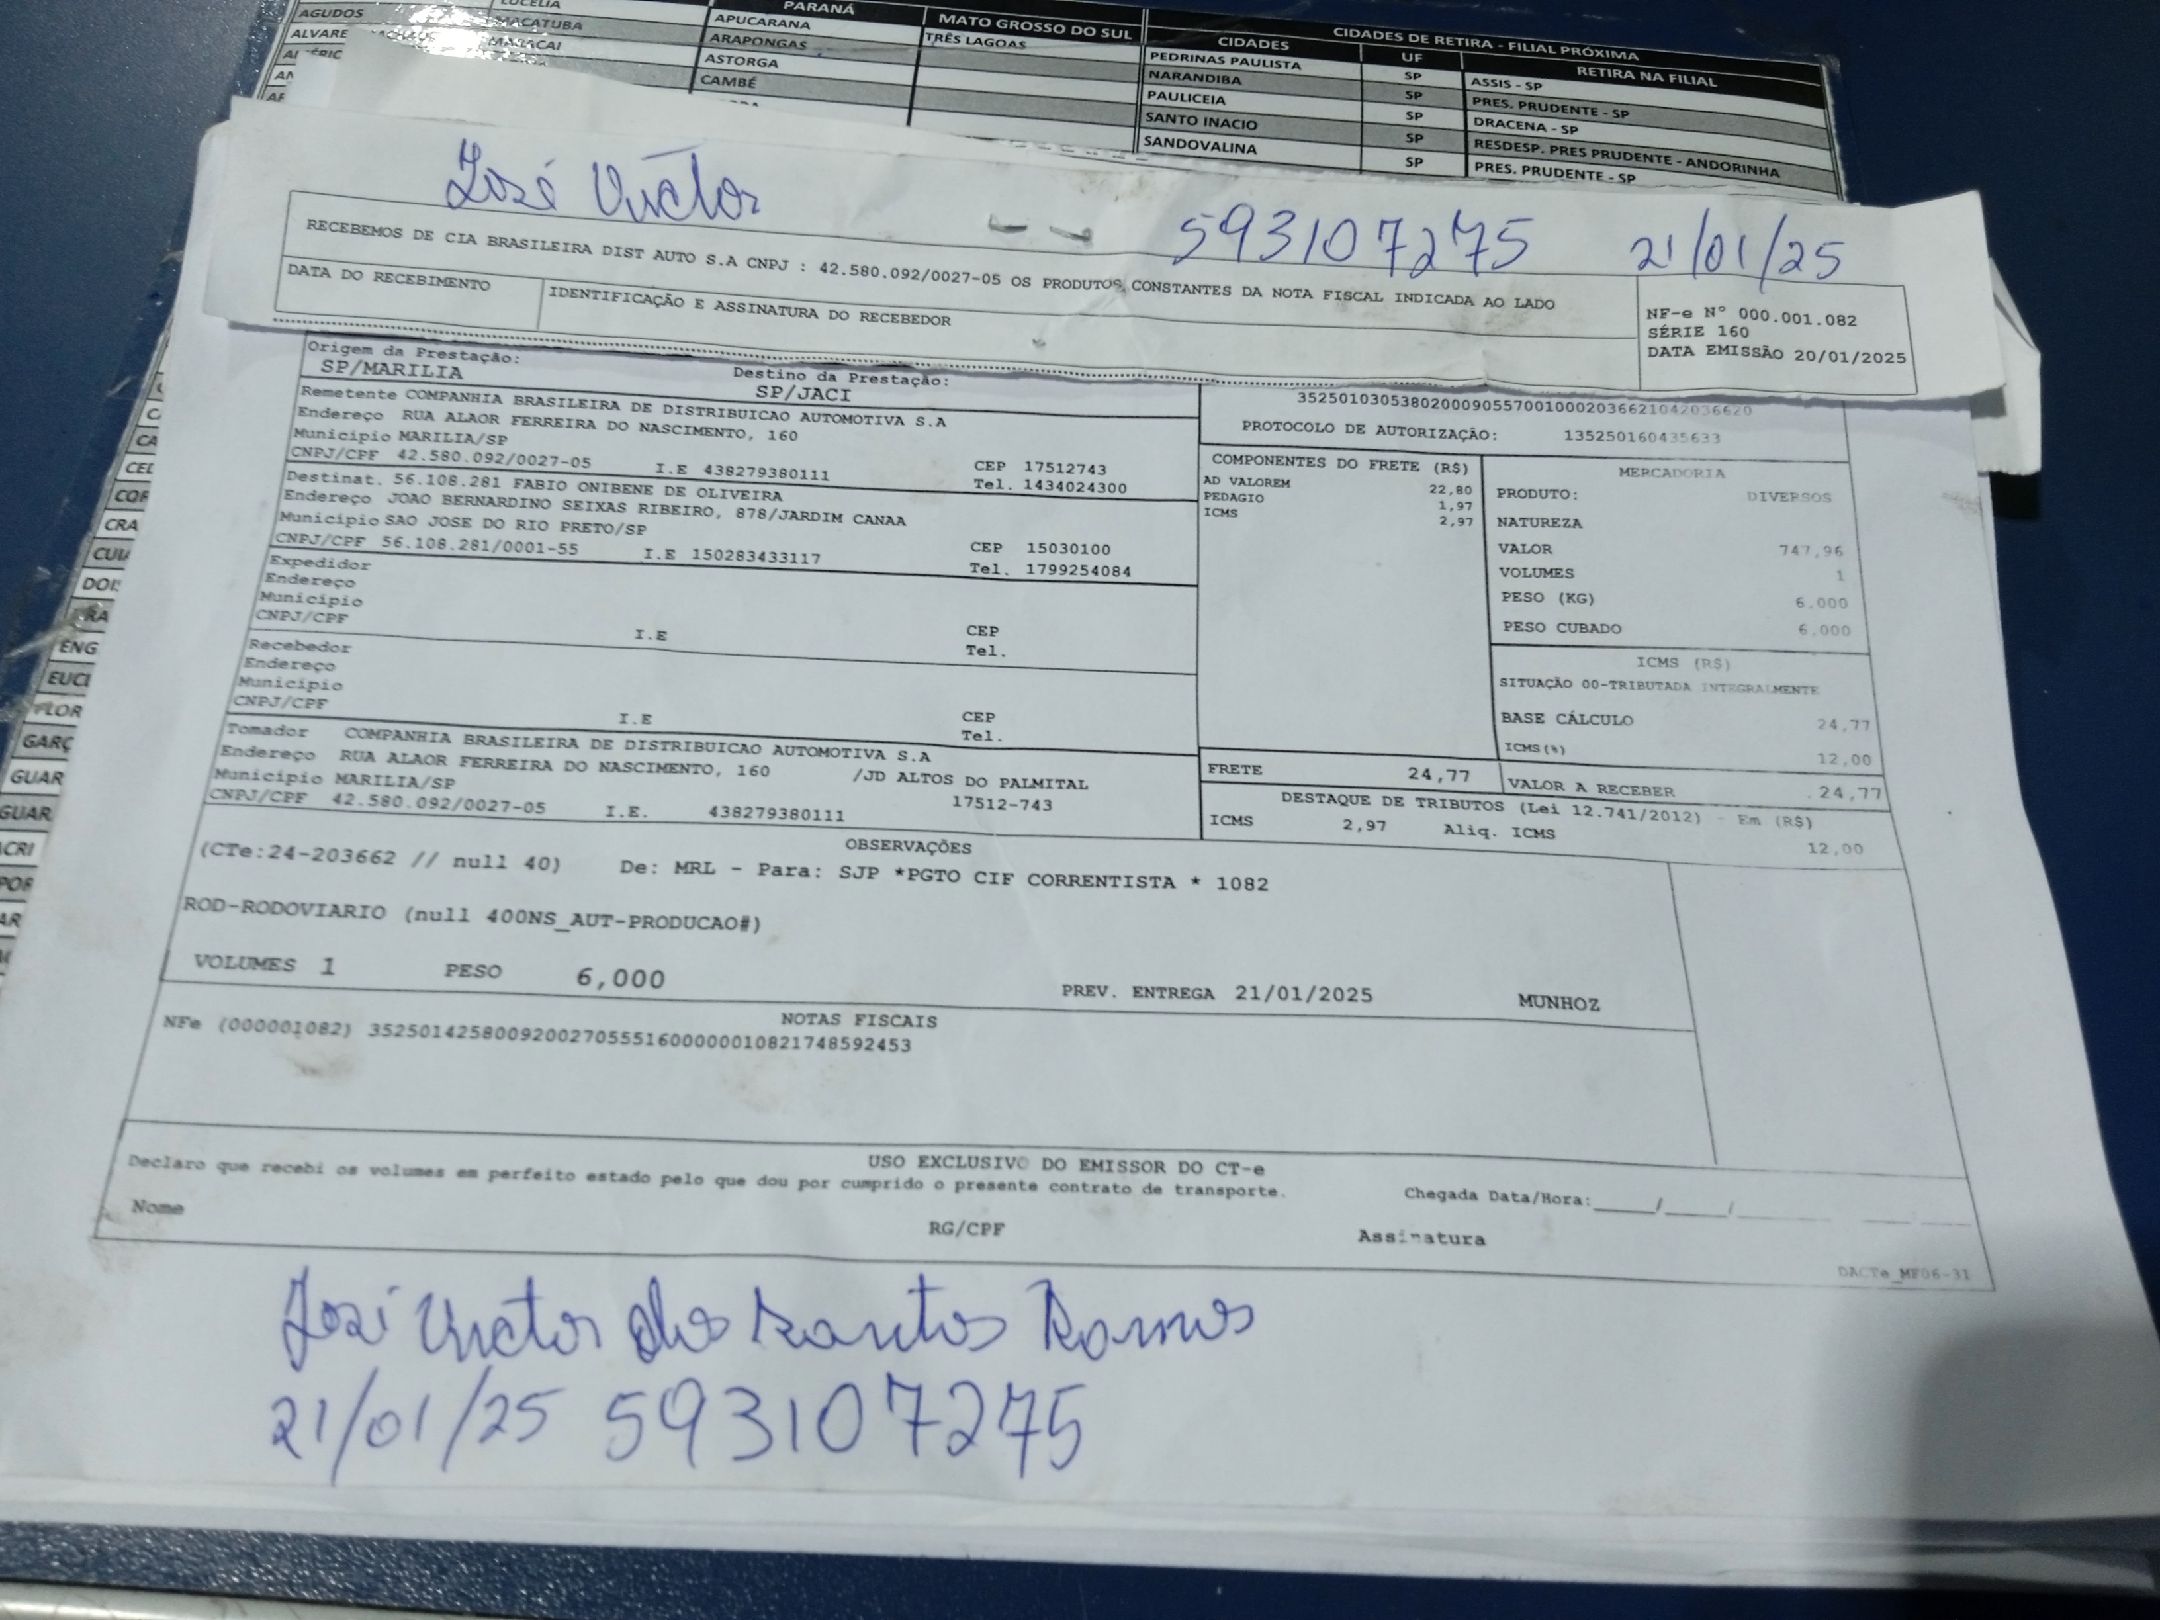 AGUDOS
MACATUBA
MARACAI
PARANÁ
APUCARANA
ARAPONGAS
ASTORGA
CAMBÉ
MATO GROSSO DO SUL
TRÊS LAGOAS
CIDADES DE RETIRA - FILIAL PRÓXIMA
CIDADES UF RETIRA NA FILIAL
PEDRINAS PAULISTA SP ASSIS - SP
NARANDIBA SP PRES. PRUDENTE - SP
PAULICEIA SP DRACENA - SP
SANTO INACIO SP RESDESP. PRES PRUDENTE - ANDORINHA
SANDOVALINA SP PRES. PRUDENTE - SP
José Victor 593107275 21/01/25
RECEBEMOS DE CIA BRASILEIRA DIST AUTO S.A CNPJ : 42.580.092/0027-05 OS PRODUTOS CONSTANTES DA NOTA FISCAL INDICADA AO LADO
DATA DO RECEBIMENTO IDENTIFICAÇÃO E ASSINATURA DO RECEBEDOR
NF-e N° 000.001.082
SÉRIE 160
DATA EMISSÃO 20/01/2025
Origem da Prestação: Destino da Prestação:
SP/MARILIA SP/JACI
Remetente COMPANHIA BRASILEIRA DE DISTRIBUICAO AUTOMOTIVA S.A
Endereço RUA ALAOR FERREIRA DO NASCIMENTO, 160
Município MARILIA/SP CEP 17512743
CNPJ/CPF 42.580.092/0027-05 I.E 438279380111 Tel. 1434024300
Destinat. 56.108.281 FABIO ONIBENE DE OLIVEIRA
Endereço JOAO BERNARDINO SEIXAS RIBEIRO, 878/JARDIM CANAA
Município SAO JOSE DO RIO PRETO/SP CEP 15030100
CNPJ/CPF 56.108.281/0001-55 I.E 150283433117 Tel. 1799254084
Expedidor
Endereço
Município CEP
CNPJ/CPF I.E Tel.
Recebedor
Endereço
Município CEP
CNPJ/CPF I.E Tel.
Tomador COMPANHIA BRASILEIRA DE DISTRIBUICAO AUTOMOTIVA S.A
Endereço RUA ALAOR FERREIRA DO NASCIMENTO, 160 /JD ALTOS DO PALMITAL
Município MARILIA/SP 17512-743
CNPJ/CPF 42.580.092/0027-05 I.E. 438279380111
35250103053802000905570010002036621042036620
PROTOCOLO DE AUTORIZAÇÃO: 135250160435633
COMPONENTES DO FRETE (R$)
AD VALOREM 22,80
PEDAGIO 1,97
ICMS 2,97
MERCADORIA
PRODUTO: DIVERSOS
NATUREZA
VALOR 747,96
VOLUMES 1
PESO (KG) 6.000
PESO CUBADO 6.000
ICMS (R$)
SITUAÇÃO 00-TRIBUTADA INTEGRALMENTE
BASE CÁLCULO 24,77
ICMS(%) 12,00
FRETE 24,77 VALOR A RECEBER 24,77
DESTAQUE DE TRIBUTOS (Lei 12.741/2012) - Em (R$)
ICMS 2,97 Aliq. ICMS 12,00
OBSERVAÇÕES
(CTe:24-203662 // null 40) De: MRL - Para: SJP *PGTO CIF CORRENTISTA * 1082
ROD-RODOVIARIO (null 400NS_AUT-PRODUCAO#)
VOLUMES 1 PESO 6,000 PREV. ENTREGA 21/01/2025 MUNHOZ
NOTAS FISCAIS
NFe (000001082) 35250142580092002705551600000010821748592453
USO EXCLUSIVO DO EMISSOR DO CT-e
Declaro que recebi os volumes em perfeito estado pelo que dou por cumprido o presente contrato de transporte. Chegada Data/Hora:____/____/
Nome RG/CPF Assinatura
DACTe_MF06-31
José Victor dos Santos Ramos
21/01/25 593107275